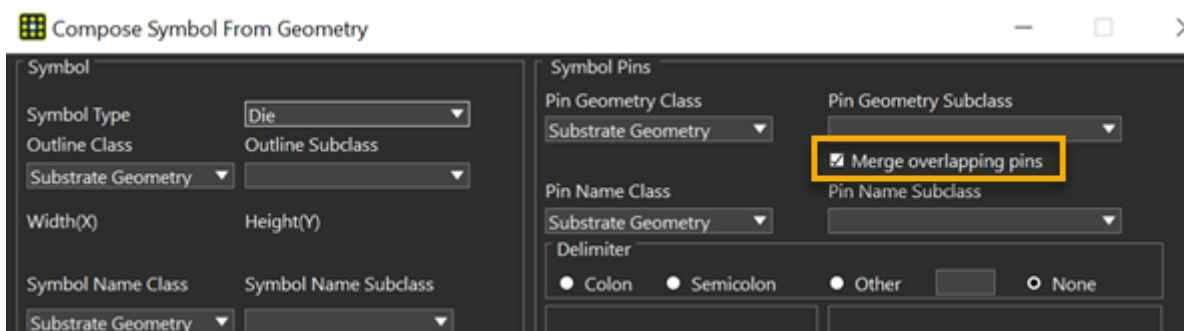 Compose Symbol From Geometry
Symbol
Symbol Type
Die
Outline Class
Outline Subclass
Substrate Geometry
Width(X)
Height(Y)
Symbol Name Class
Symbol Name Subclass
Substrate Geometry
Symbol Pins
Pin Geometry Class
Pin Geometry Subclass
Substrate Geometry
Merge overlapping pins
Pin Name Class
Pin Name Subclass
Substrate Geometry
Delimiter
Colon
Semicolon
Other
None